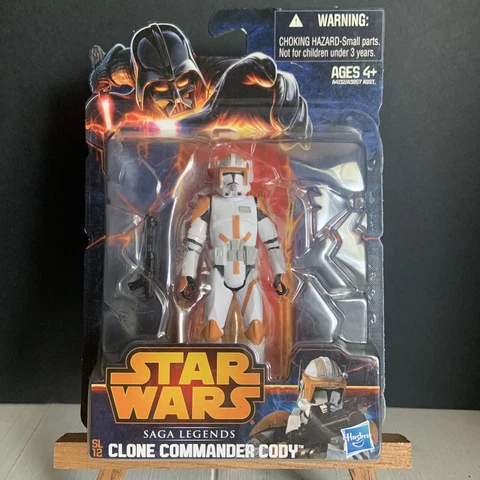 WARNING:
CHOKING HAZARD-Small parts.
Not for children under 3 years.
AGES 4+
STAR
WARS
SAGA LEGENDS
SL
12
CLONE COMMANDER CODY™
Hasbro